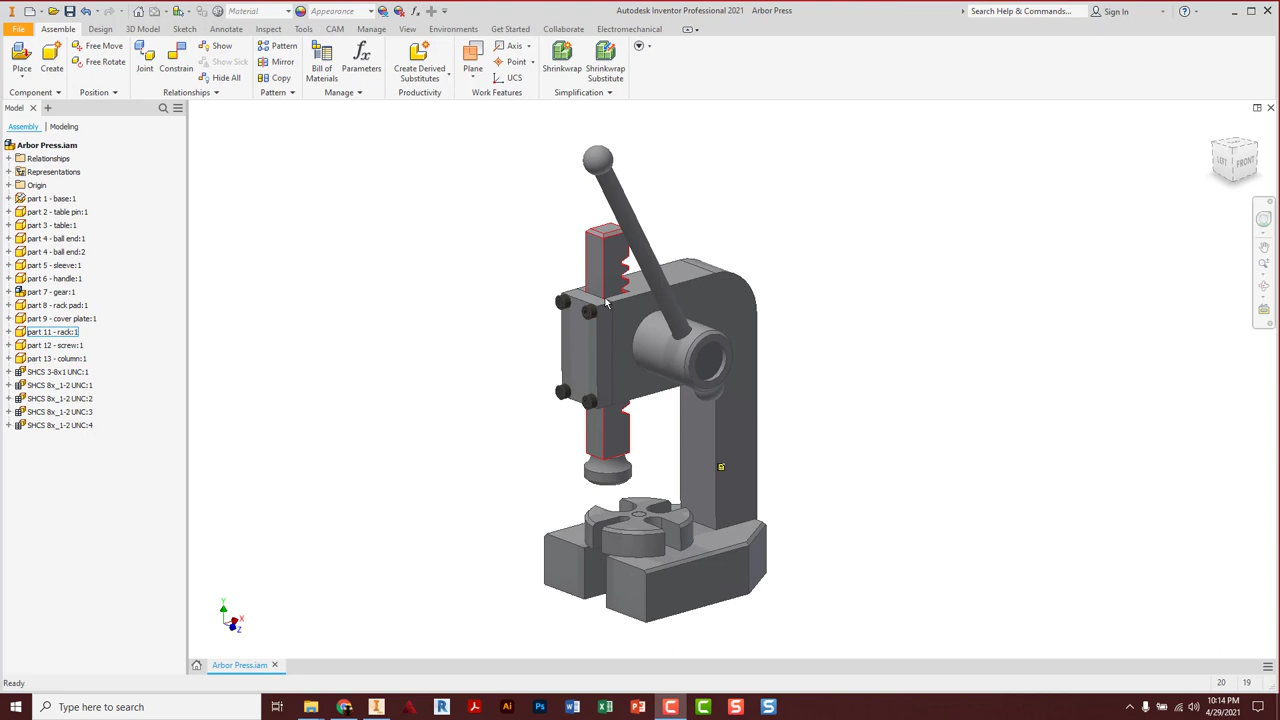 Material
Appearance
Autodesk Inventor Professional 2021 Arbor Press
Search Help & Commands...
Sign In
File Assemble Design 3D Model Sketch Annotate Inspect Tools CAM Manage View Environments Get Started Collaborate Electromechanical
Place
Create
Free Move
Free Rotate
Joint
Constrain
Show
Show Sick
Hide All
Pattern
Mirror
Copy
Bill of
Materials
Parameters
Create Derived
Substitutes
Plane
Axis
Point
UCS
Shrinkwrap
Shrinkwrap
Substitute
Component Position Relationships Pattern Manage Productivity Work Features Simplification
Model
Assembly Modeling
Arbor Press.iam
Relationships
Representations
Origin
part 1 - base:1
part 2 - table pin:1
part 3 - table:1
part 4 - ball end:1
part 4 - ball end:2
part 5 - sleeve:1
part 6 - handle:1
part 7 - gear:1
part 8 - rack pad:1
part 9 - cover plate:1
part 11 - rack:1
part 12 - screw:1
part 13 - column:1
SHCS 3-8x1 UNC:1
SHCS 8x_1-2 UNC:1
SHCS 8x_1-2 UNC:2
SHCS 8x_1-2 UNC:3
SHCS 8x_1-2 UNC:4
LEFT FRONT
Y
X
Z
Arbor Press.iam
Ready
20 19
Type here to search
10:14 PM
4/29/2021